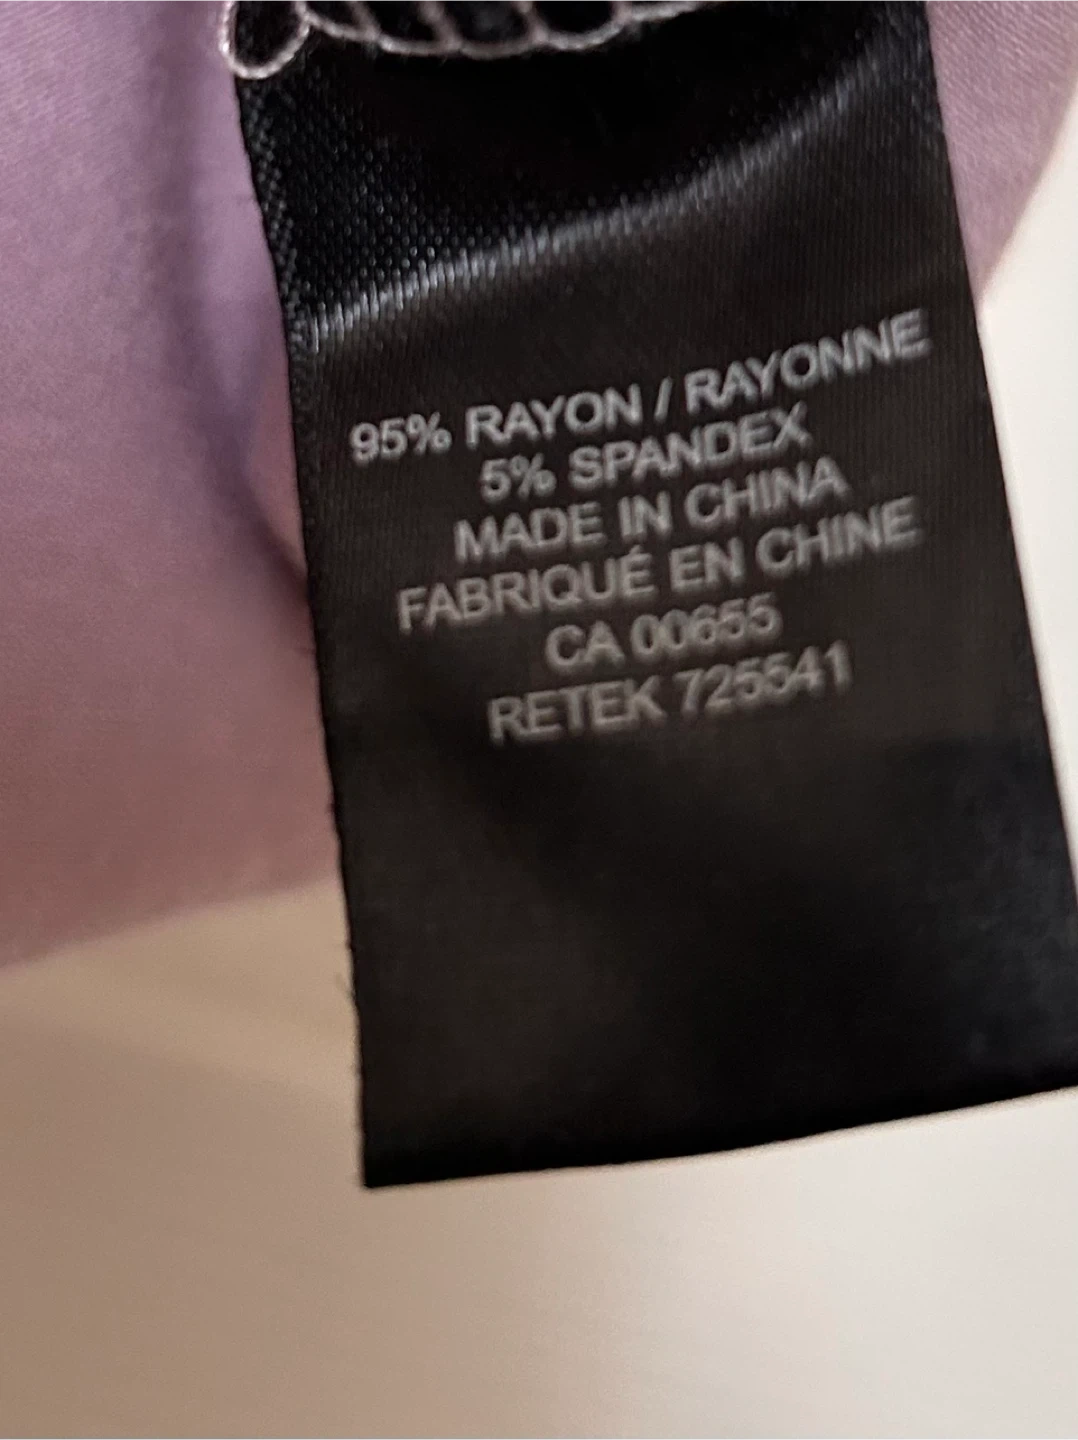 95% RAYON / RAYONNE
5% SPANDEX
MADE IN CHINA
FABRIQUÉ EN CHINE
CA 00655
RETEK 725541